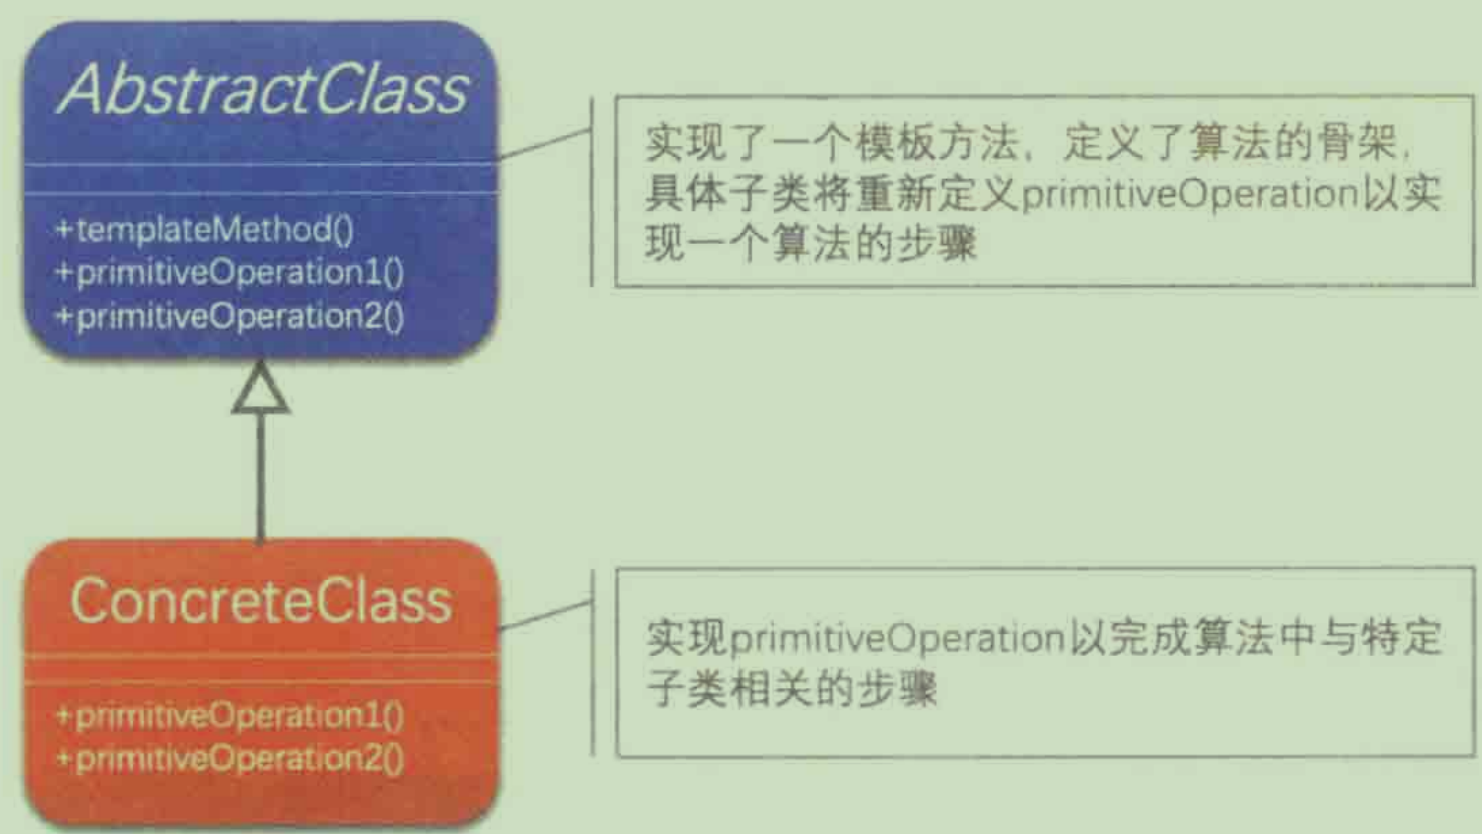 AbstractClass
+templateMethod()
+primitiveOperation1()
+primitiveOperation2()
实现了一个模板方法，定义了算法的骨架，
具体子类将重新定义primitiveOperation以实
现一个算法的步骤
ConcreteClass
+primitiveOperation1()
+primitiveOperation2()
实现primitiveOperation以完成算法中与特定
子类相关的步骤